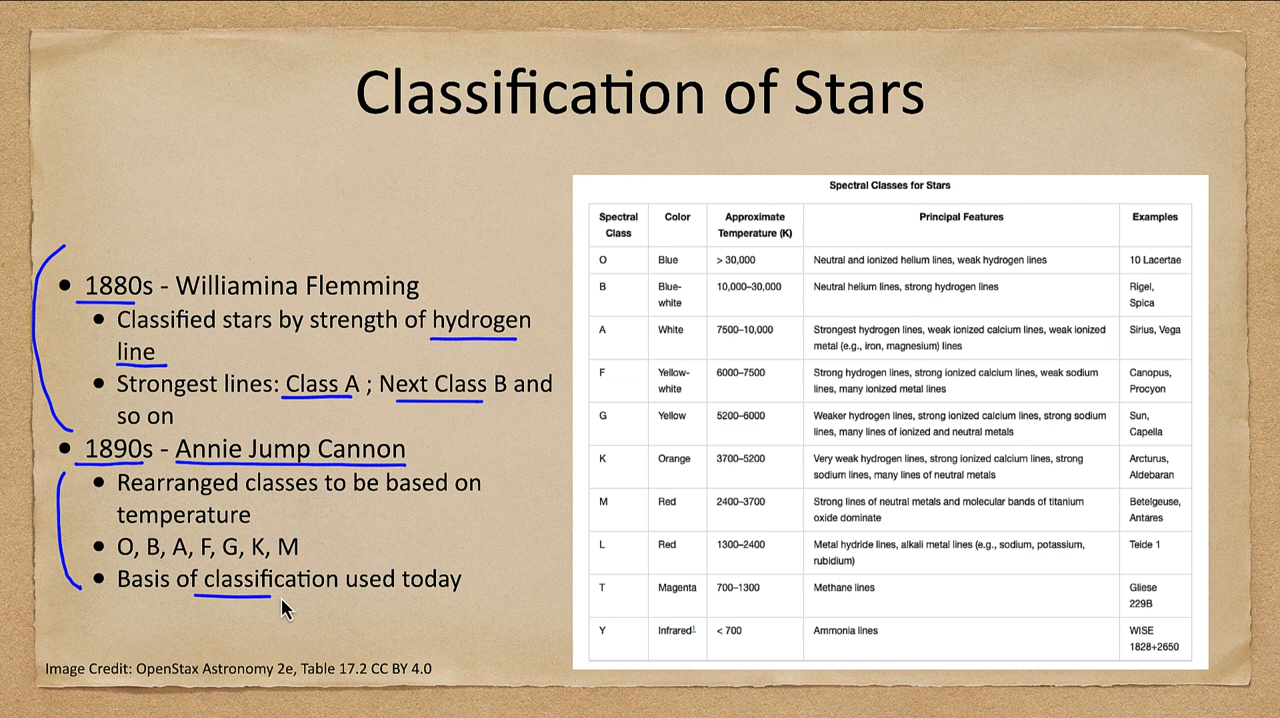 Classification of Stars
• 1880s - Williamina Flemming
• Classified stars by strength of hydrogen
line
• Strongest lines: Class A ; Next Class B and
so on
• 1890s - Annie Jump Cannon
• Rearranged classes to be based on
temperature
• O, B, A, F, G, K, M
• Basis of classification used today
Image Credit: OpenStax Astronomy 2e, Table 17.2 CC BY 4.0
Spectral Classes for Stars
Spectral Color Approximate Principal Features Examples
Class Temperature (K)
O Blue > 30,000 Neutral and ionized helium lines, weak hydrogen lines 10 Lacertae
B Blue- 10,000–30,000 Neutral helium lines, strong hydrogen lines Rigel,
white Spica
A White 7500–10,000 Strongest hydrogen lines, weak ionized calcium lines, weak ionized Sirius, Vega
metal (e.g., iron, magnesium) lines
F Yellow- 6000–7500 Strong hydrogen lines, strong ionized calcium lines, weak sodium Canopus,
white lines, many ionized metal lines Procyon
G Yellow 5200–6000 Weaker hydrogen lines, strong ionized calcium lines, strong sodium Sun,
lines, many lines of ionized and neutral metals Capella
K Orange 3700–5200 Very weak hydrogen lines, strong ionized calcium lines, strong Arcturus,
sodium lines, many lines of neutral metals Aldebaran
M Red 2400–3700 Strong lines of neutral metals and molecular bands of titanium Betelgeuse,
oxide dominate Antares
L Red 1300–2400 Metal hydride lines, alkali metal lines (e.g., sodium, potassium, Teide 1
rubidium)
T Magenta 700–1300 Methane lines Gliese
229B
Y Infrared¹ < 700 Ammonia lines WISE
1828+2650